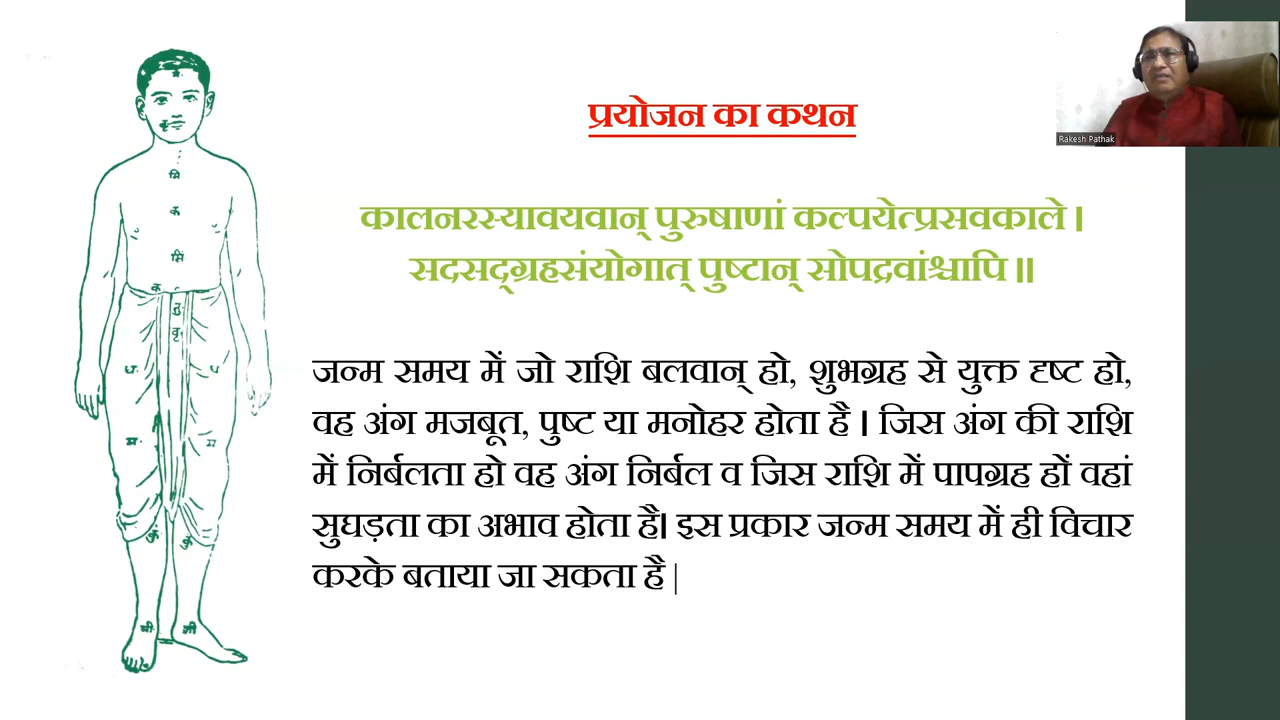 प्रयोजन का कथन
Rakesh Pathak
कालनरस्यावयवान् पुरुषाणां कल्पयेत्प्रसवकाले।
सदसद्ग्रहसंयोगात् पुष्टान् सोपद्रवांश्चापि॥
जन्म समय में जो राशि बलवान् हो, शुभग्रह से युक्त दृष्ट हो,
वह अंग मजबूत, पुष्ट या मनोहर होता है। जिस अंग की राशि
में निर्बलता हो वह अंग निर्बल व जिस राशि में पापग्रह हों वहां
सुघड़ता का अभाव होता है। इस प्रकार जन्म समय में ही विचार
करके बताया जा सकता है|
मि
क
सिं
क
तु
वृ
ध
म
म
कुं
कुं
मी